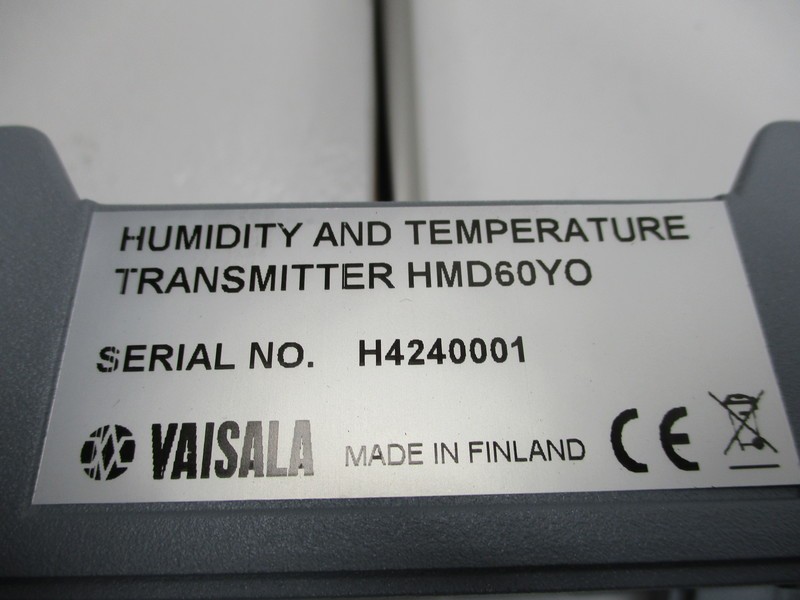 HUMIDITY AND TEMPERATURE
TRANSMITTER HMD60YO
SERIAL NO. H4240001
VAISALA MADE IN FINLAND CE